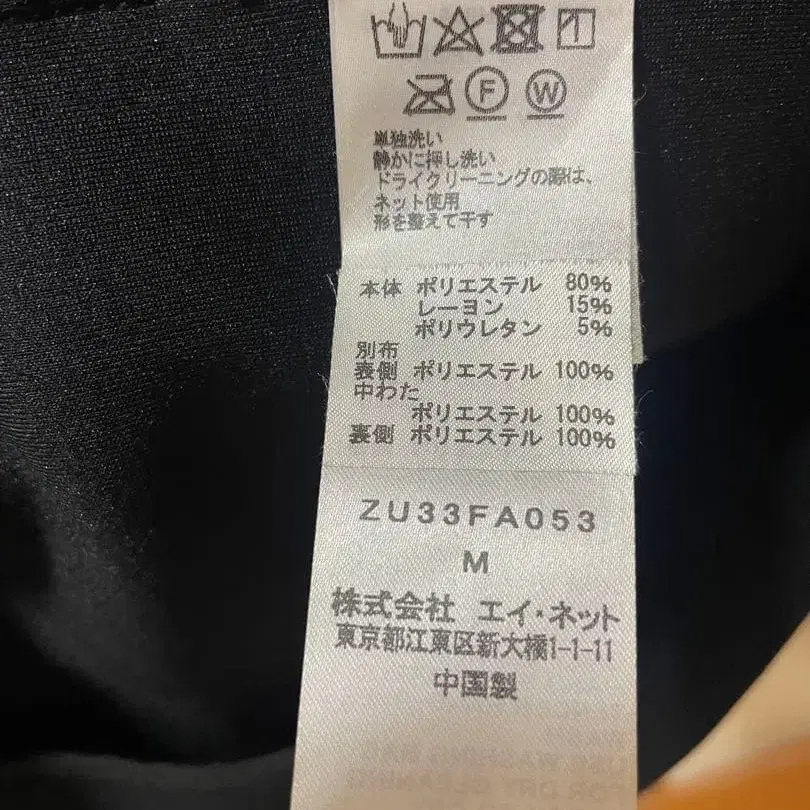 F W
単独洗い
静かに押し洗い
ドライクリーニングの際は、
ネット使用
形を整えて干す
本体 ポリエステル 80%
レーヨン 15%
ポリウレタン 5%
別布
表側 ポリエステル 100%
中わた
ポリエステル 100%
裏側 ポリエステル 100%
ZU33FA053
M
株式会社 エイ・ネット
東京都江東区新大橋1-1-11
中国製